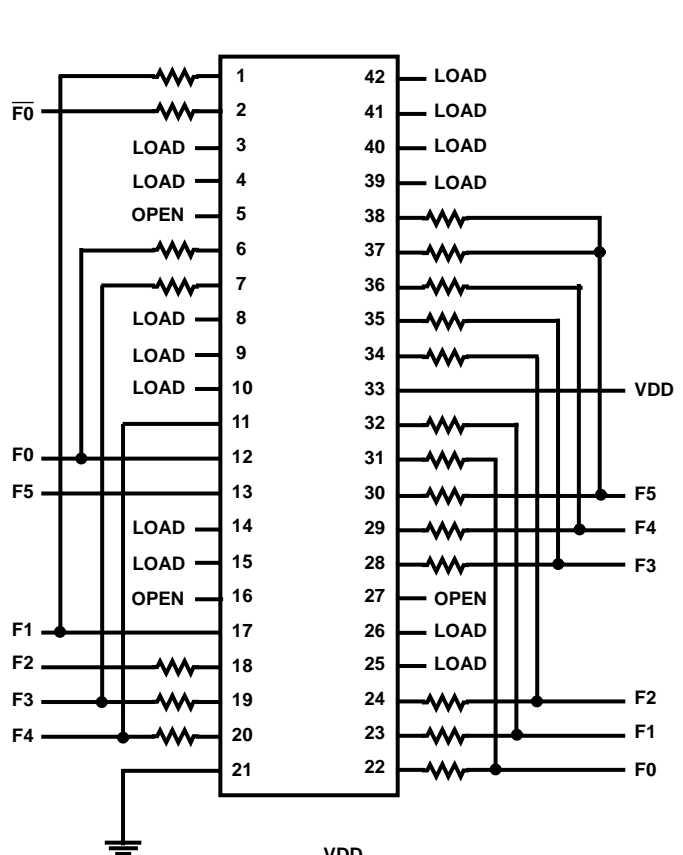 1 42 LOAD
F0 2 41 LOAD
LOAD 3 40 LOAD
LOAD 4 39 LOAD
OPEN 5 38
6 37
7 36
LOAD 8 35
LOAD 9 34
LOAD 10 33 VDD
11 32
F0 12 31
F5 13 30 F5
LOAD 14 29 F4
LOAD 15 28 F3
OPEN 16 27 OPEN
F1 17 26 LOAD
F2 18 25 LOAD
F3 19 24 F2
F4 20 23 F1
21 22 F0
VDD